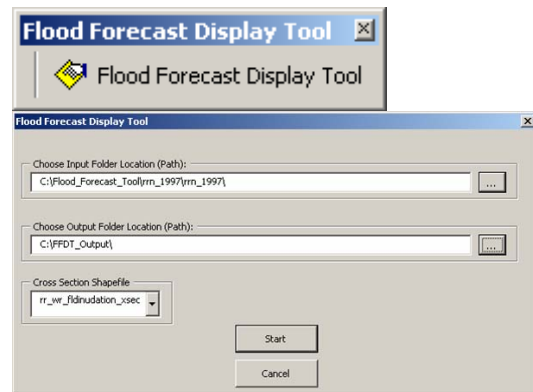 Flood Forecast Display Tool
Flood Forecast Display Tool
Flood Forecast Display Tool
Choose Input Folder Location (Path):
C:\Flood_Forecast_Tool\rrn_1997\rrn_1997\
...
Choose Output Folder Location (Path):
C:\FFDT_Output\
...
Cross Section Shapefile
rr_wr_fldinudation_xsec
Start
Cancel